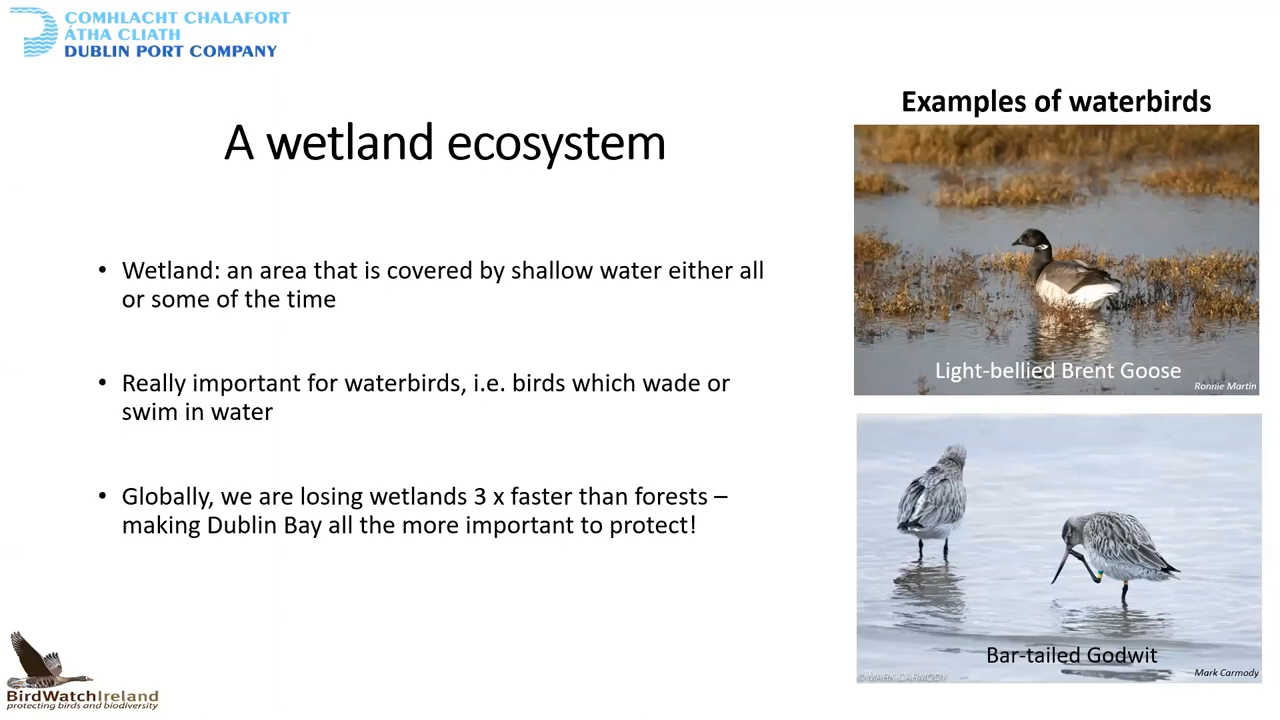 COMHLACHT CHALAFORT
ÁTHA CLIATH
DUBLIN PORT COMPANY
A wetland ecosystem
• Wetland: an area that is covered by shallow water either all
or some of the time
• Really important for waterbirds, i.e. birds which wade or
swim in water
• Globally, we are losing wetlands 3 x faster than forests –
making Dublin Bay all the more important to protect!
Examples of waterbirds
Light-bellied Brent Goose
Ronnie Martin
Bar-tailed Godwit
Mark Carmody
© MARK CARMODY
BirdWatchIreland
protecting birds and biodiversity